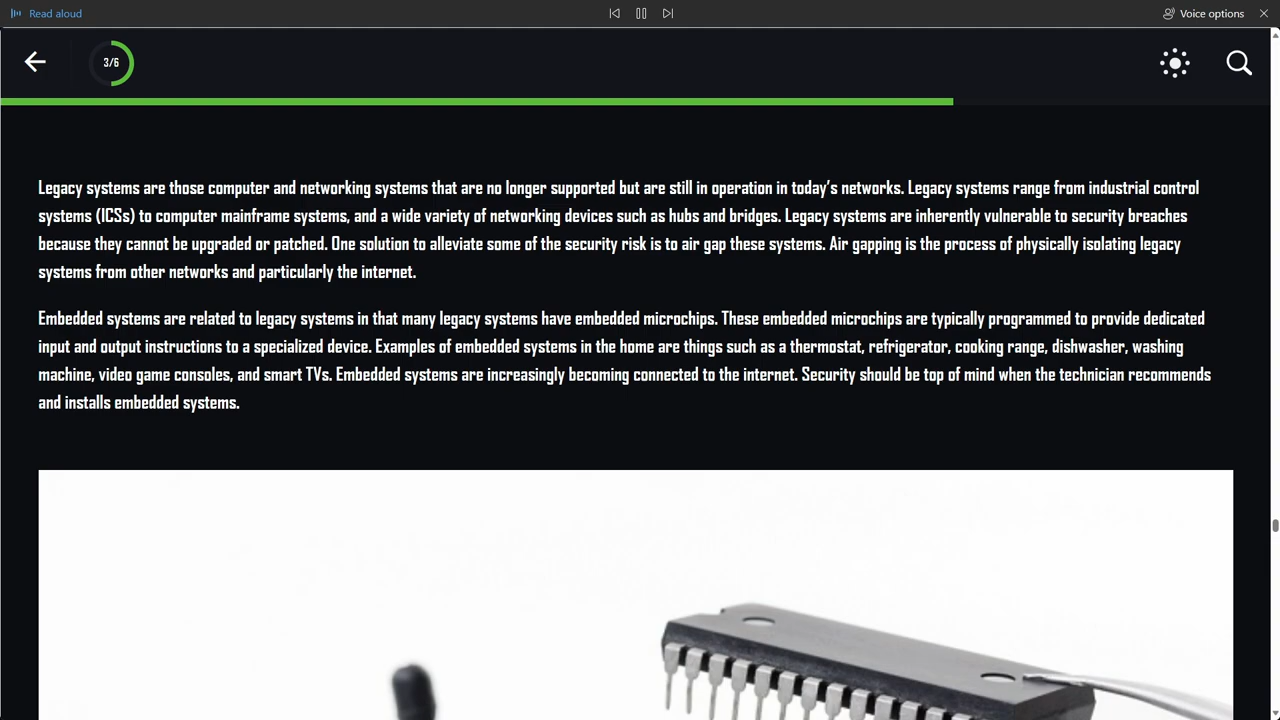 Read aloud
Voice options
3/6
Legacy systems are those computer and networking systems that are no longer supported but are still in operation in today's networks. Legacy systems range from industrial control
systems (ICSs) to computer mainframe systems, and a wide variety of networking devices such as hubs and bridges. Legacy systems are inherently vulnerable to security breaches
because they cannot be upgraded or patched. One solution to alleviate some of the security risk is to air gap these systems. Air gapping is the process of physically isolating legacy
systems from other networks and particularly the internet.
Embedded systems are related to legacy systems in that many legacy systems have embedded microchips. These embedded microchips are typically programmed to provide dedicated
input and output instructions to a specialized device. Examples of embedded systems in the home are things such as a thermostat, refrigerator, cooking range, dishwasher, washing
machine, video game consoles, and smart TVs. Embedded systems are increasingly becoming connected to the internet. Security should be top of mind when the technician recommends
and installs embedded systems.